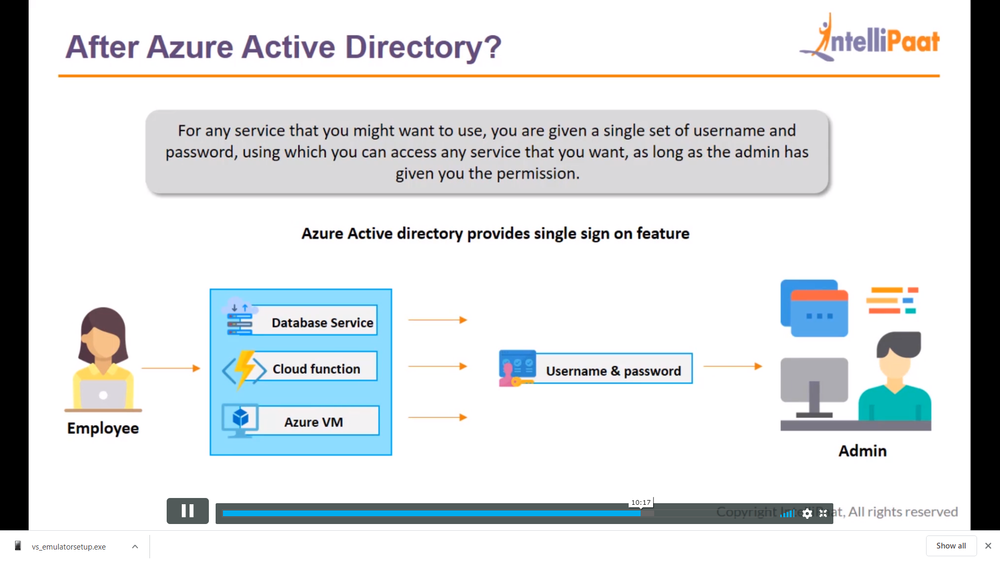 After Azure Active Directory?
IntelliPaat
For any service that you might want to use, you are given a single set of username and
password, using which you can access any service that you want, as long as the admin has
given you the permission.
Azure Active directory provides single sign on feature
Database Service
Cloud function
Azure VM
Username & password
Employee
Admin
10:17
Copyright IntelliPaat, All rights reserved
vs_emulatorsetup.exe
Show all